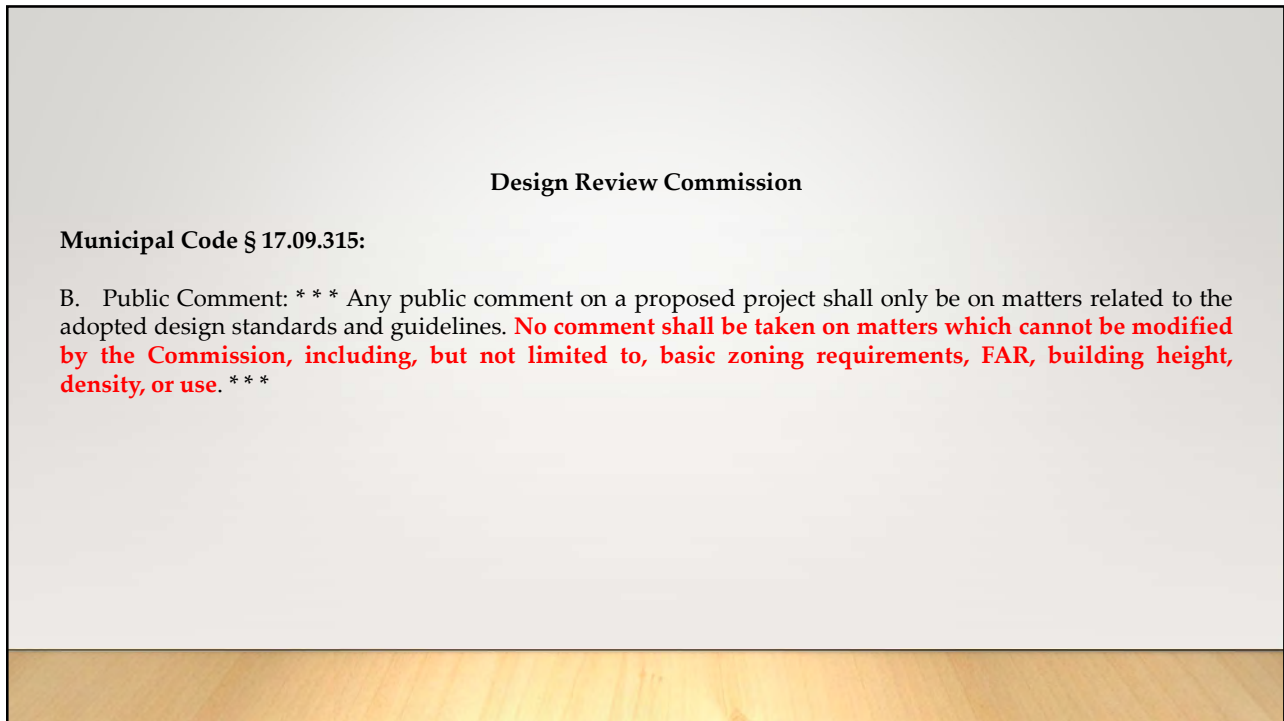 Design Review Commission
Municipal Code § 17.09.315:
B. Public Comment: * * * Any public comment on a proposed project shall only be on matters related to the
adopted design standards and guidelines. No comment shall be taken on matters which cannot be modified
by the Commission, including, but not limited to, basic zoning requirements, FAR, building height,
density, or use. * * *